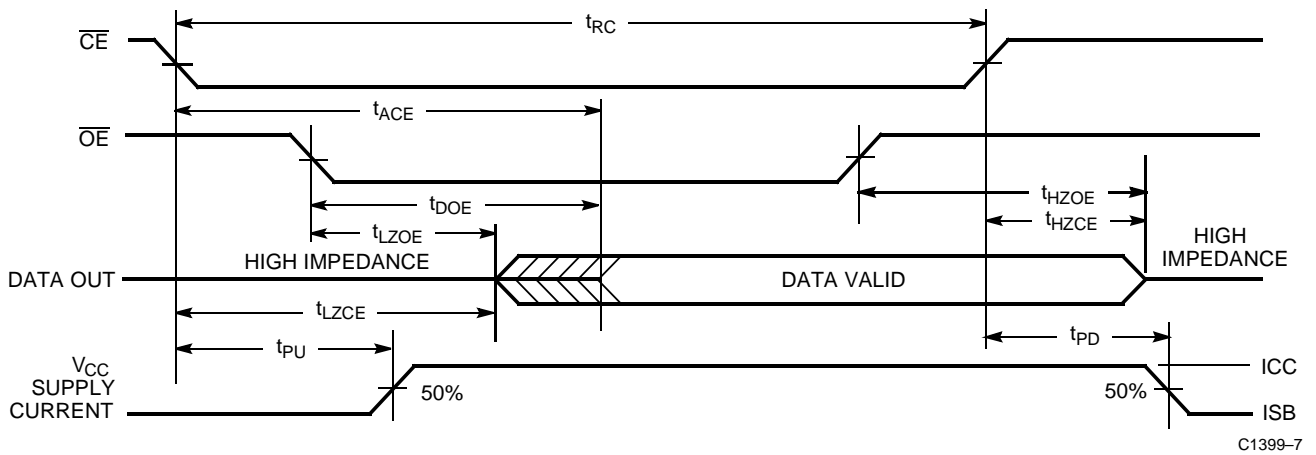 tRC
CE
tACE
OE
tDOE
tHZOE
tLZOE
tHZCE
HIGH
IMPEDANCE
HIGH IMPEDANCE
DATA OUT
DATA VALID
tLZCE
tPU
tPD
VCC
SUPPLY
CURRENT
50%
50%
ICC
ISB
C1399–7